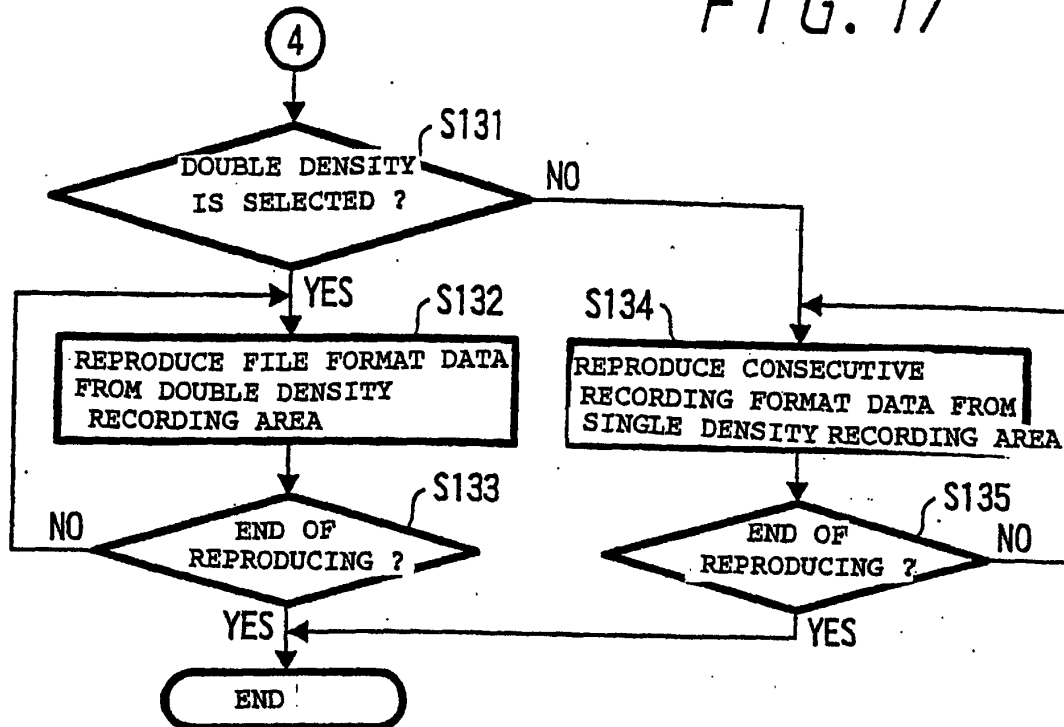 FIG. 17
4
S131
DOUBLE DENSITY
IS SELECTED ?
NO
YES
S132
REPRODUCE FILE FORMAT DATA
FROM DOUBLE DENSITY
RECORDING AREA
S133
END OF
REPRODUCING ?
NO
YES
S134
REPRODUCE CONSECUTIVE
RECORDING FORMAT DATA FROM
SINGLE DENSITY RECORDING AREA
S135
END OF
REPRODUCING ?
NO
YES
END